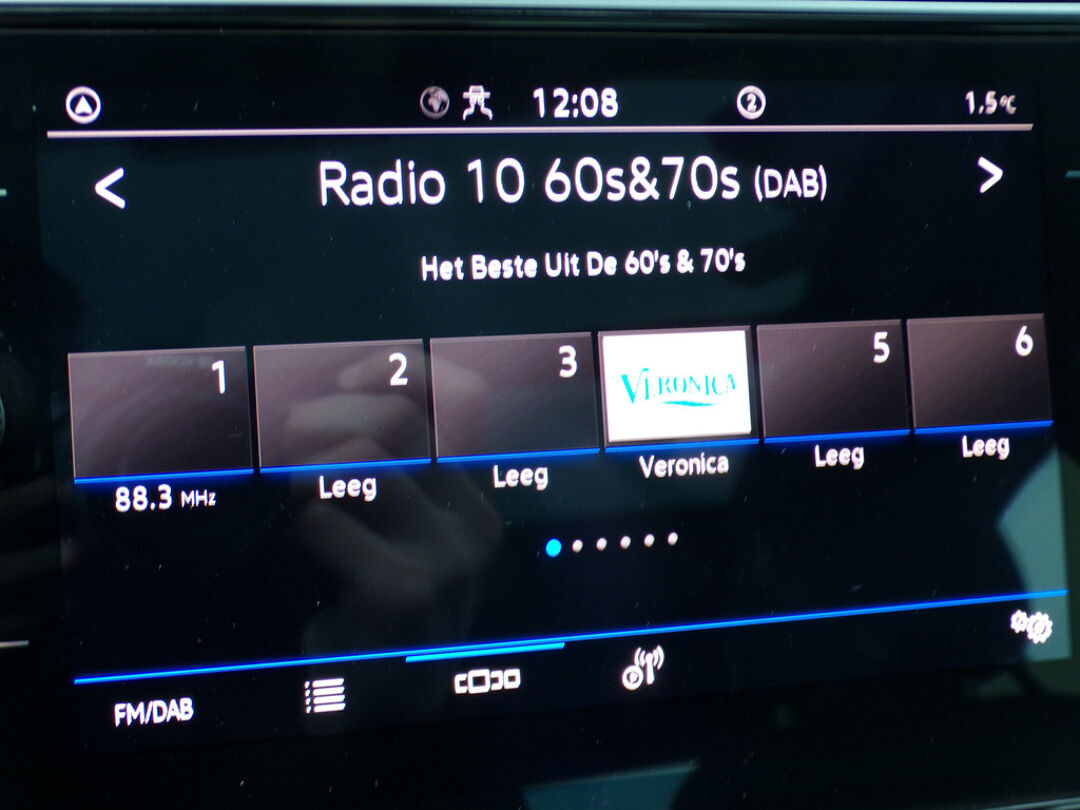 12:08 2 1,5°C
< Radio 10 60s&70s (DAB) >
Het Beste Uit De 60's & 70's
1 2 3 VERONICA 5 6
88.3 MHz Leeg Leeg Veronica Leeg Leeg
FM/DAB